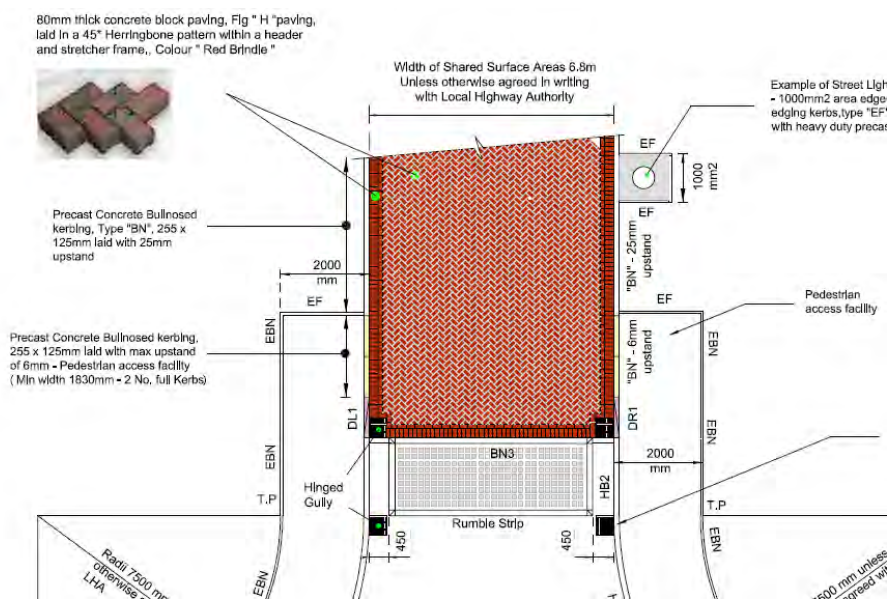 80mm thick concrete block paving, Fig " H "paving,
laid in a 45° Herringbone pattern within a header
and stretcher frame,. Colour " Red Brindle "
Width of Shared Surface Areas 6.8m
Unless otherwise agreed in writing
with Local Highway Authority
Example of Street Ligh
- 1000mm2 area edge
edging kerbs,type "EF"
with heavy duty precas
EF
1000
mm2
EF
Precast Concrete Bullnosed
kerbing, Type "BN", 255 x
125mm laid with 25mm
upstand
"BN" - 25mm
upstand
2000
mm
EF
EF
Pedestrian
access facility
EBN
Precast Concrete Bullnosed kerbing,
255 x 125mm laid with max upstand
of 6mm - Pedestrian access facility
( Min width 1830mm - 2 No. full Kerbs)
"BN" - 6mm
upstand
EBN
DL1
DR1
EBN
EBN
BN3
2000
mm
Hinged
Gully
HB2
T.P
T.P
Rumble Strip
450
450
EBN
EBN
Radii 7500 mm
otherwise
LHA
7500 mm unless
agreed wi